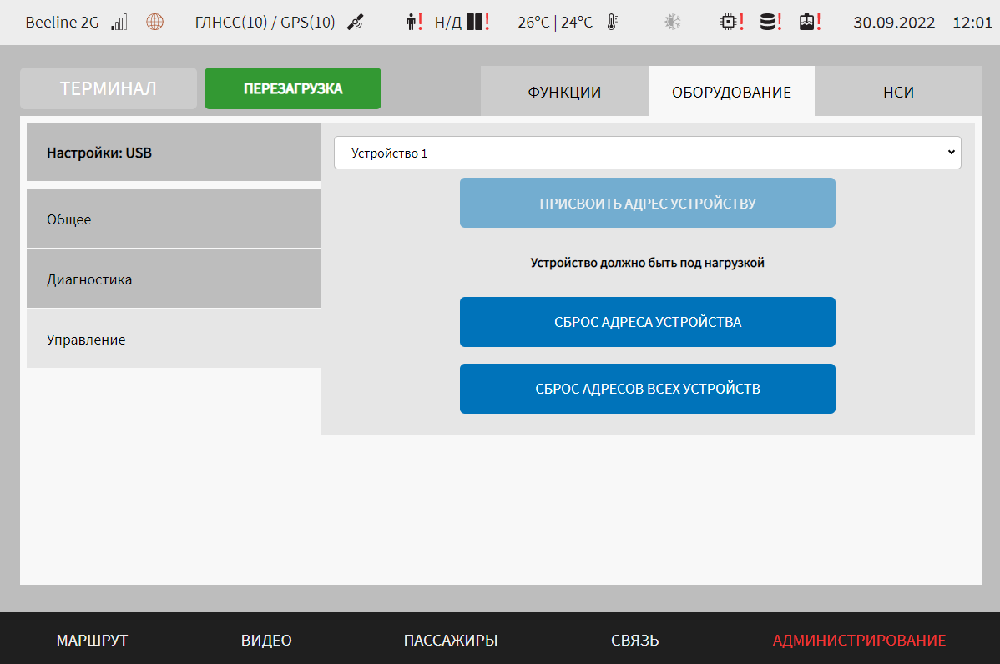 Beeline 2G ГЛНСС(10) / GPS(10) ! Н/Д ! 26°C | 24°C ! ! ! 30.09.2022 12:01
ТЕРМИНАЛ ПЕРЕЗАГРУЗКА ФУНКЦИИ ОБОРУДОВАНИЕ НСИ
Настройки: USB
Общее
Диагностика
Управление
Устройство 1
ПРИСВОИТЬ АДРЕС УСТРОЙСТВУ
Устройство должно быть под нагрузкой
СБРОС АДРЕСА УСТРОЙСТВА
СБРОС АДРЕСОВ ВСЕХ УСТРОЙСТВ
МАРШРУТ ВИДЕО ПАССАЖИРЫ СВЯЗЬ АДМИНИСТРИРОВАНИЕ